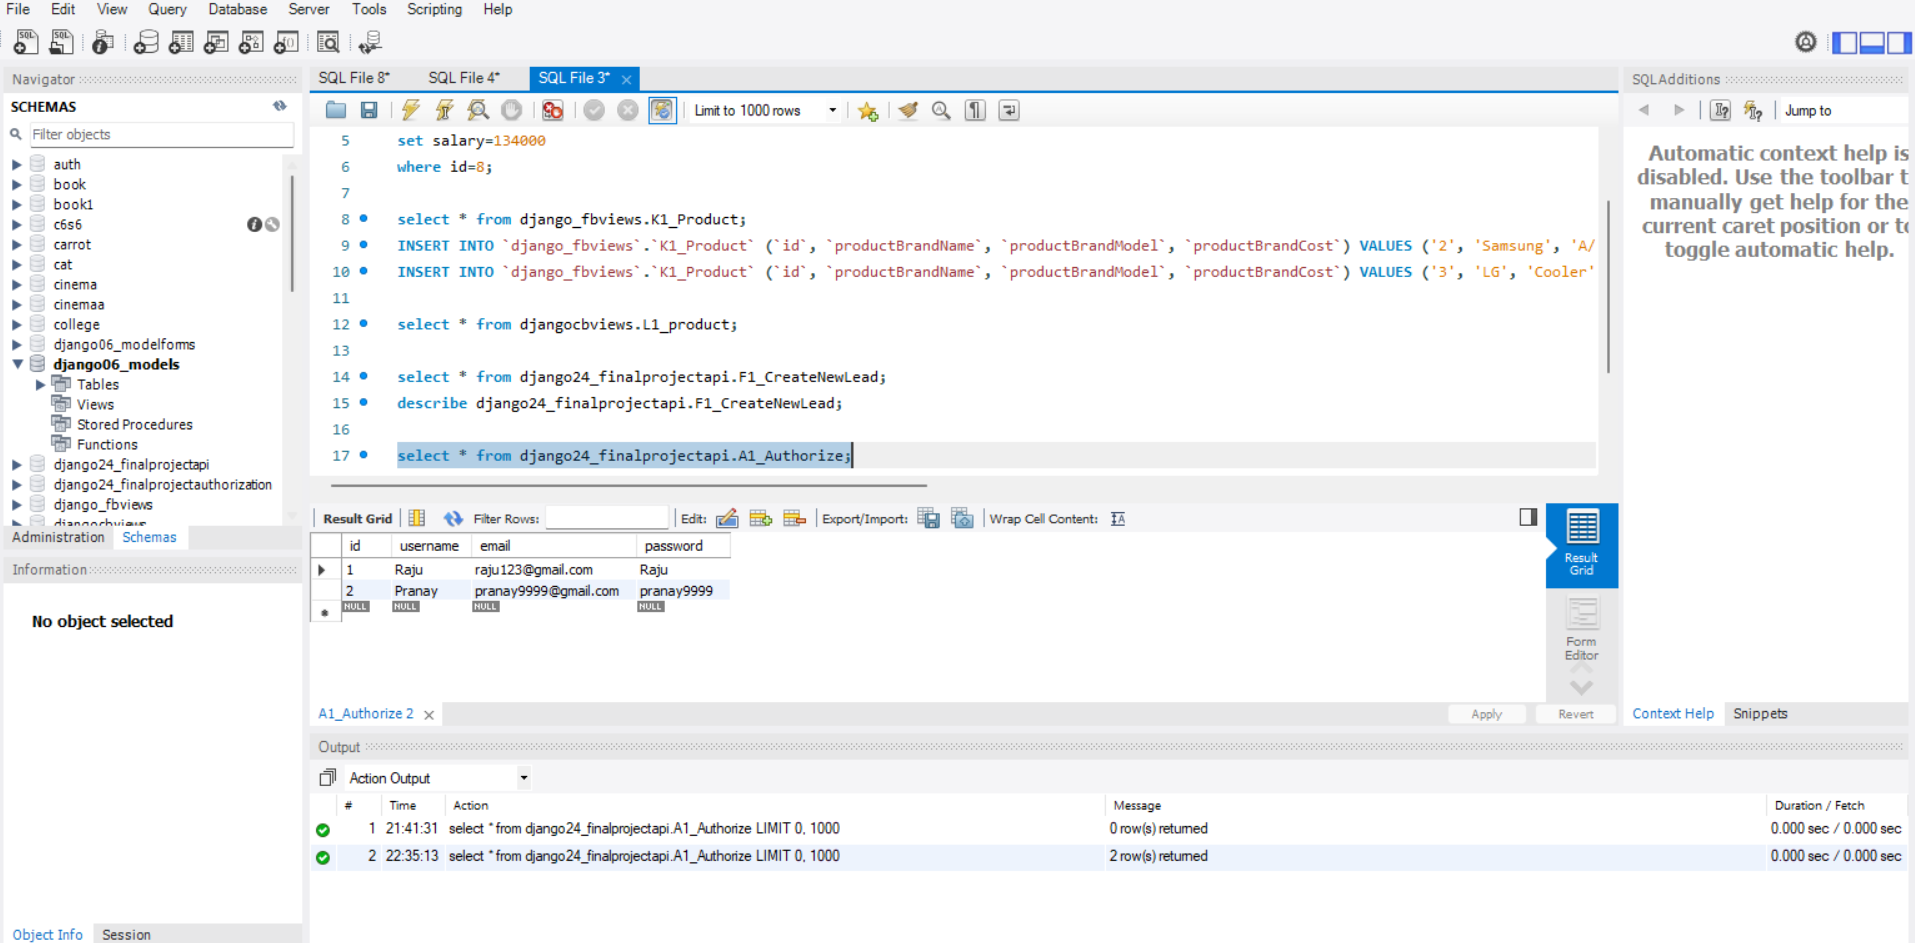 File Edit View Query Database Server Tools Scripting Help
Navigator
SCHEMAS
Filter objects
auth
book
book1
c6s6
carrot
cat
cinema
cinemaa
college
django06_modelforms
django06_models
Tables
Views
Stored Procedures
Functions
django24_finalprojectapi
django24_finalprojectauthorization
django_fbviews
djangocbviews
Administration Schemas
Information
No object selected
Object Info Session
SQL File 8* SQL File 4* SQL File 3*
Limit to 1000 rows
5 set salary=134000
6 where id=8;
7
8 select * from django_fbviews.K1_Product;
9 INSERT INTO `django_fbviews`.`K1_Product` (`id`, `productBrandName`, `productBrandModel`, `productBrandCost`) VALUES ('2', 'Samsung', 'A/
10 INSERT INTO `django_fbviews`.`K1_Product` (`id`, `productBrandName`, `productBrandModel`, `productBrandCost`) VALUES ('3', 'LG', 'Cooler'
11
12 select * from djangocbviews.L1_product;
13
14 select * from django24_finalprojectapi.F1_CreateNewLead;
15 describe django24_finalprojectapi.F1_CreateNewLead;
16
17 select * from django24_finalprojectapi.A1_Authorize;
Result Grid Filter Rows: Edit: Export/Import: Wrap Cell Content:
id username email password
1 Raju raju123@gmail.com Raju
2 Pranay pranay9999@gmail.com pranay9999
NULL NULL NULL NULL
Result
Grid
Form
Editor
A1_Authorize 2 Apply Revert
Output
Action Output
# Time Action Message Duration / Fetch
1 21:41:31 select * from django24_finalprojectapi.A1_Authorize LIMIT 0, 1000 0 row(s) returned 0.000 sec / 0.000 sec
2 22:35:13 select * from django24_finalprojectapi.A1_Authorize LIMIT 0, 1000 2 row(s) returned 0.000 sec / 0.000 sec
SQLAdditions
Jump to
Automatic context help is
disabled. Use the toolbar t
manually get help for the
current caret position or to
toggle automatic help.
Context Help Snippets